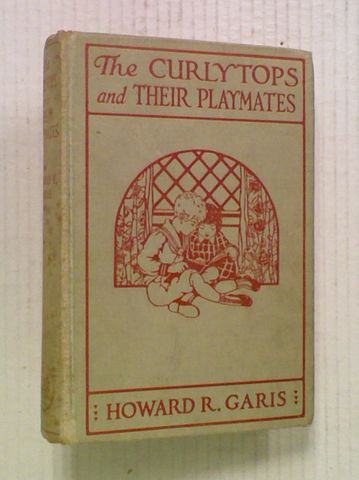 The CURLYTOPS
and THEIR PLAYMATES
HOWARD R. GARIS